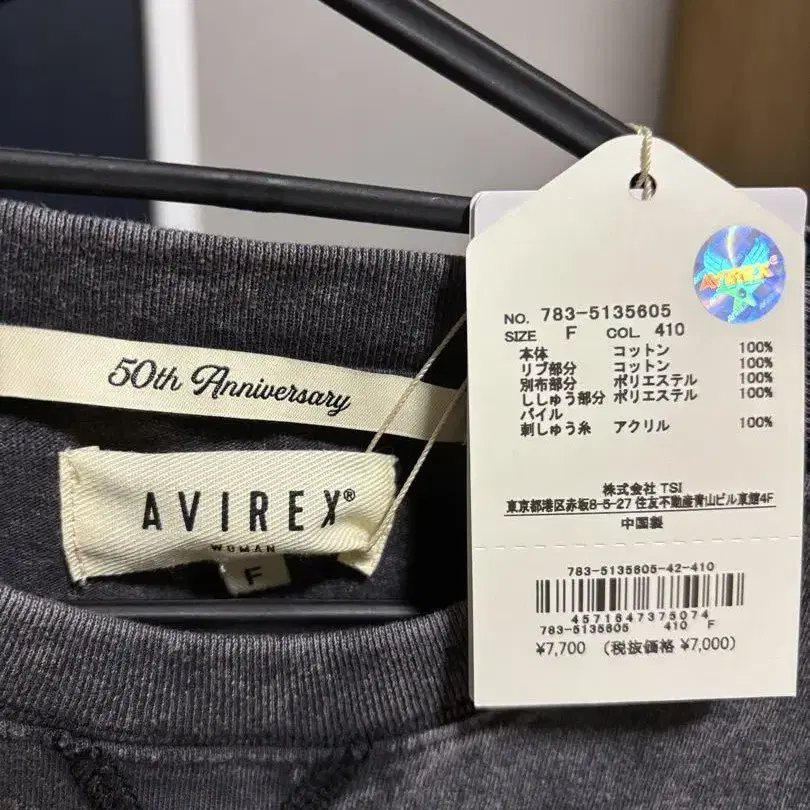 50th Anniversary
AVIREX®
WOMAN
F
AVIREX
NO. 783-5135605
SIZE F COL 410
本体 コットン 100%
リブ部分 コットン 100%
別布部分 ポリエステル 100%
ししゅう部分 ポリエステル 100%
パイル
刺しゅう糸 アクリル 100%
株式会社 TSI
東京都港区赤坂8-5-27 住友不動産青山ビル東館4F
中国製
783-5135605-42-410
4571647375074
783-5135605 410 F
¥7,700 (税抜価格 ¥7,000)